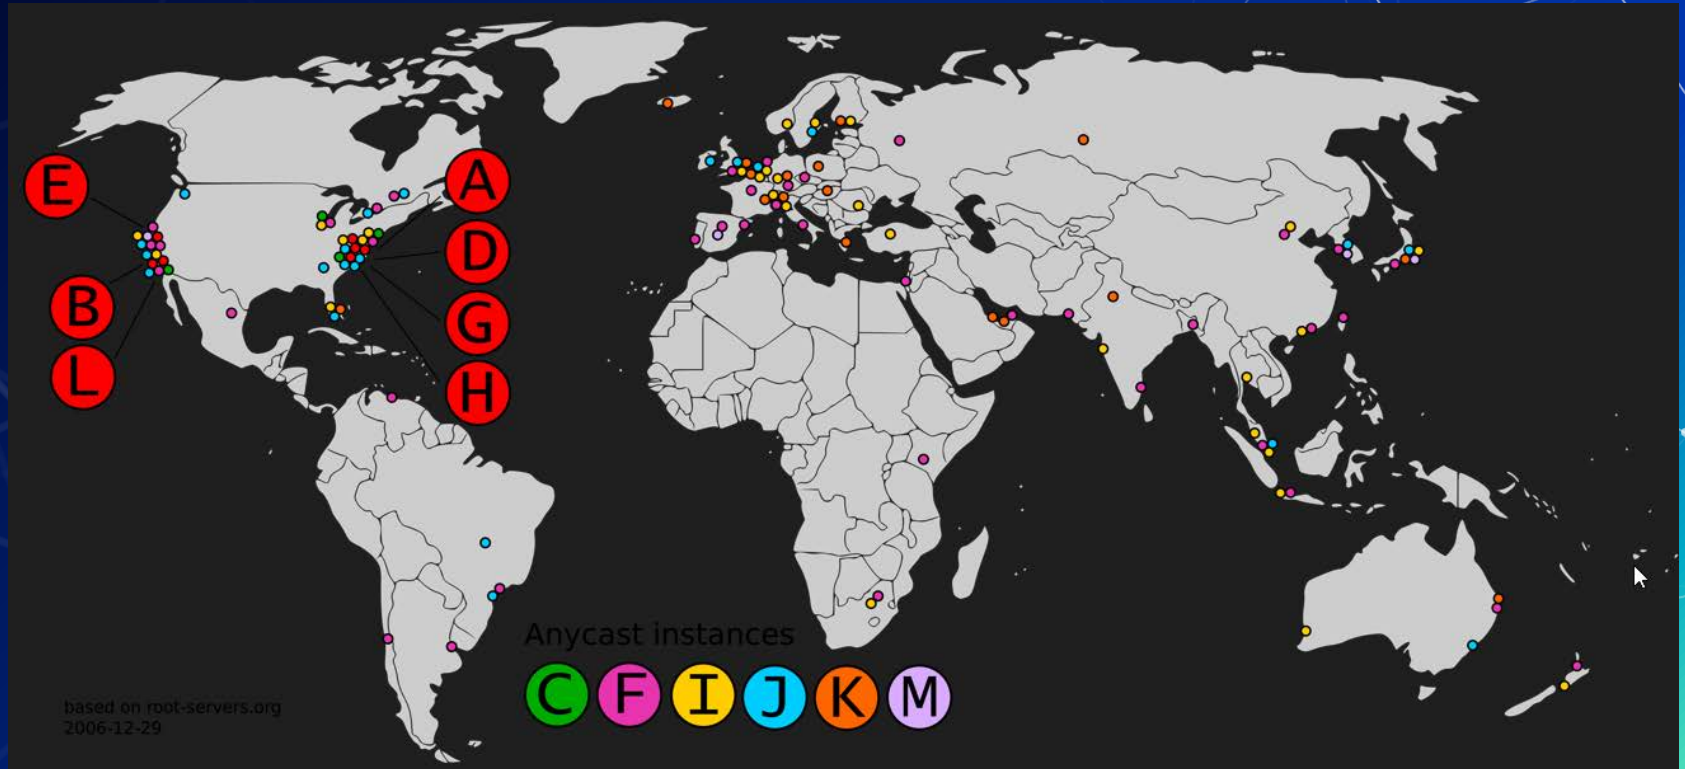 E
A
D
B
G
L
H
Anycast instances
C F I J K M
based on root-servers.org
2006-12-29